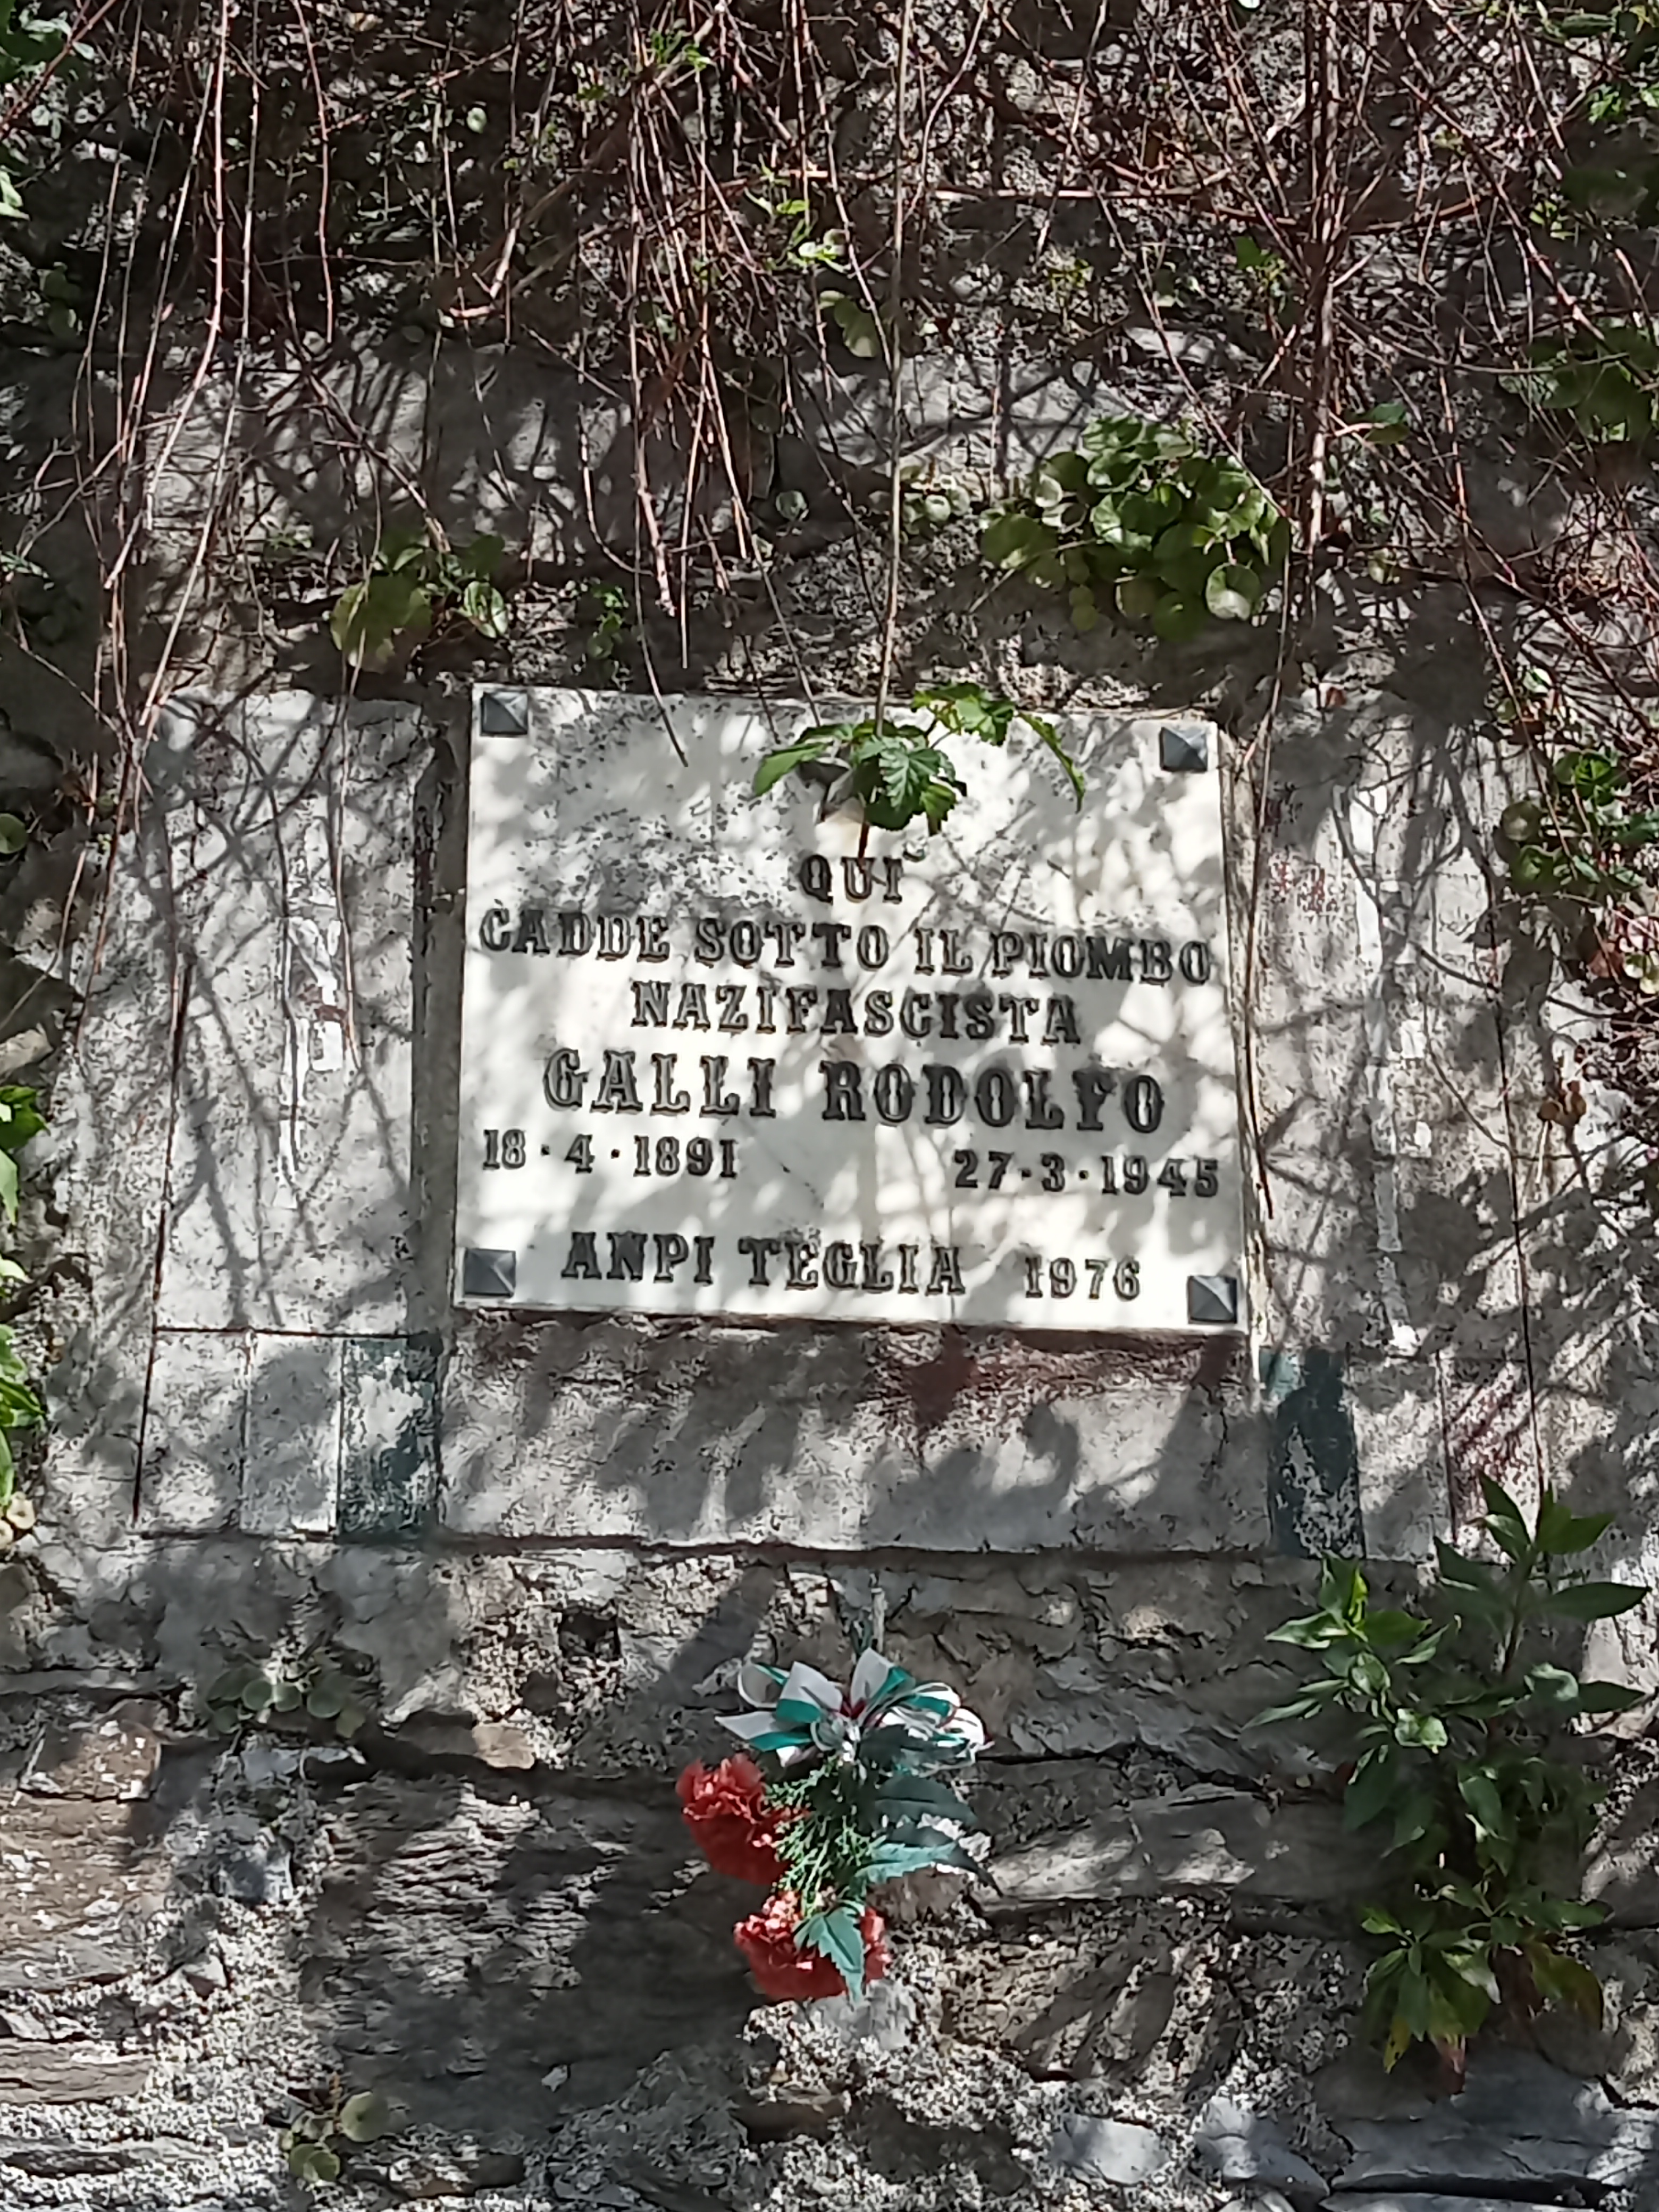 QUI
CADDE SOTTO IL PIOMBO
NAZIFASCISTA
GALLI RODOLFO
18·4·1891 27·3·1945
ANPI TEGLIA 1976